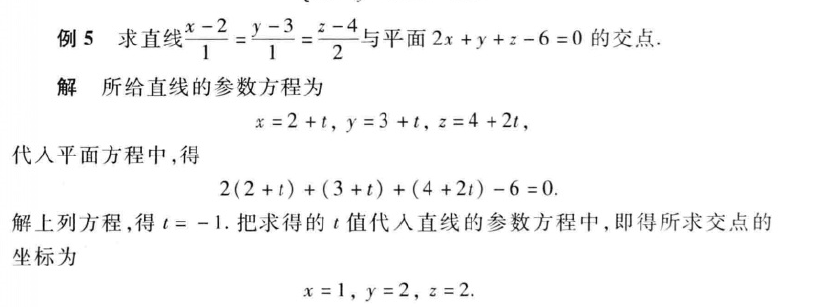 例 5 求直线\frac{x-2}{1}=\frac{y-3}{1}=\frac{z-4}{2}与平面 2x+y+z-6=0 的交点.
解 所给直线的参数方程为
x=2+t, y=3+t, z=4+2t,
代入平面方程中,得
2(2+t)+(3+t)+(4+2t)-6=0.
解上列方程,得 t=-1. 把求得的 t 值代入直线的参数方程中,即得所求交点的
坐标为
x=1, y=2, z=2.